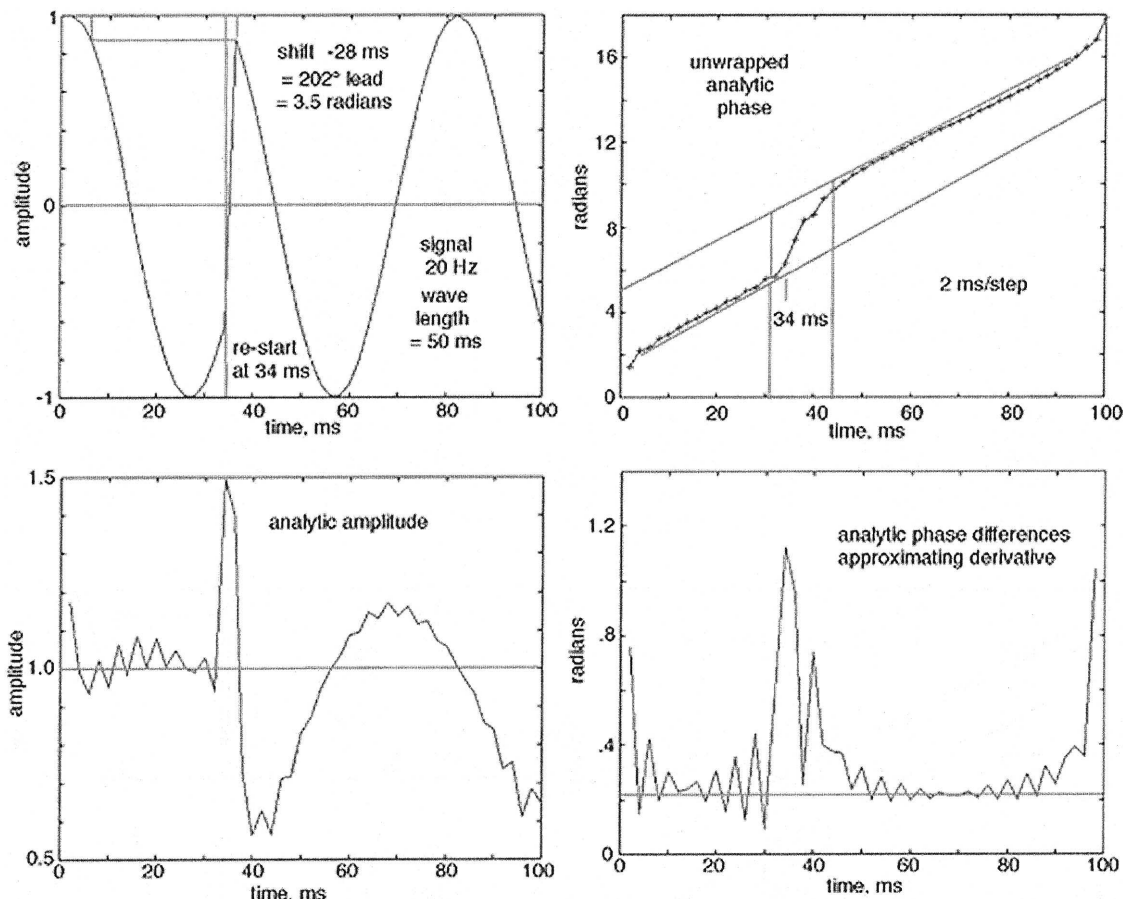 1
0
-1
amplitude
shift -28 ms
= 202° lead
= 3.5 radians
signal
20 Hz
wave
length
= 50 ms
re-start
at 34 ms
0 20 40 60 80 100
time, ms
16
12
8
4
0
radians
unwrapped
analytic
phase
34 ms
2 ms/step
0 20 40 60 80 100
time, ms
1.5
1.0
0.5
amplitude
analytic amplitude
0 20 40 60 80 100
time, ms
1.2
.8
.4
0
radians
analytic phase differences
approximating derivative
0 20 40 60 80 100
time, ms